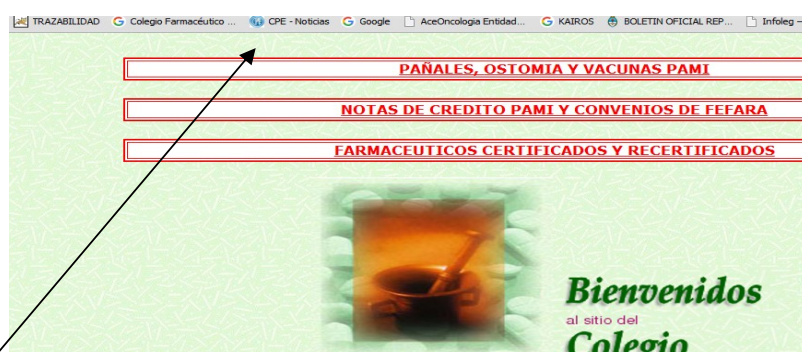 TRAZABILIDAD Colegio Farmacéutico ... CPE - Noticias Google AceOncologia Entidad... KAIROS BOLETIN OFICIAL REP... Infoleg –
PAÑALES, OSTOMIA Y VACUNAS PAMI
NOTAS DE CREDITO PAMI Y CONVENIOS DE FEFARA
FARMACEUTICOS CERTIFICADOS Y RECERTIFICADOS
Bienvenidos
al sitio del
Colegio